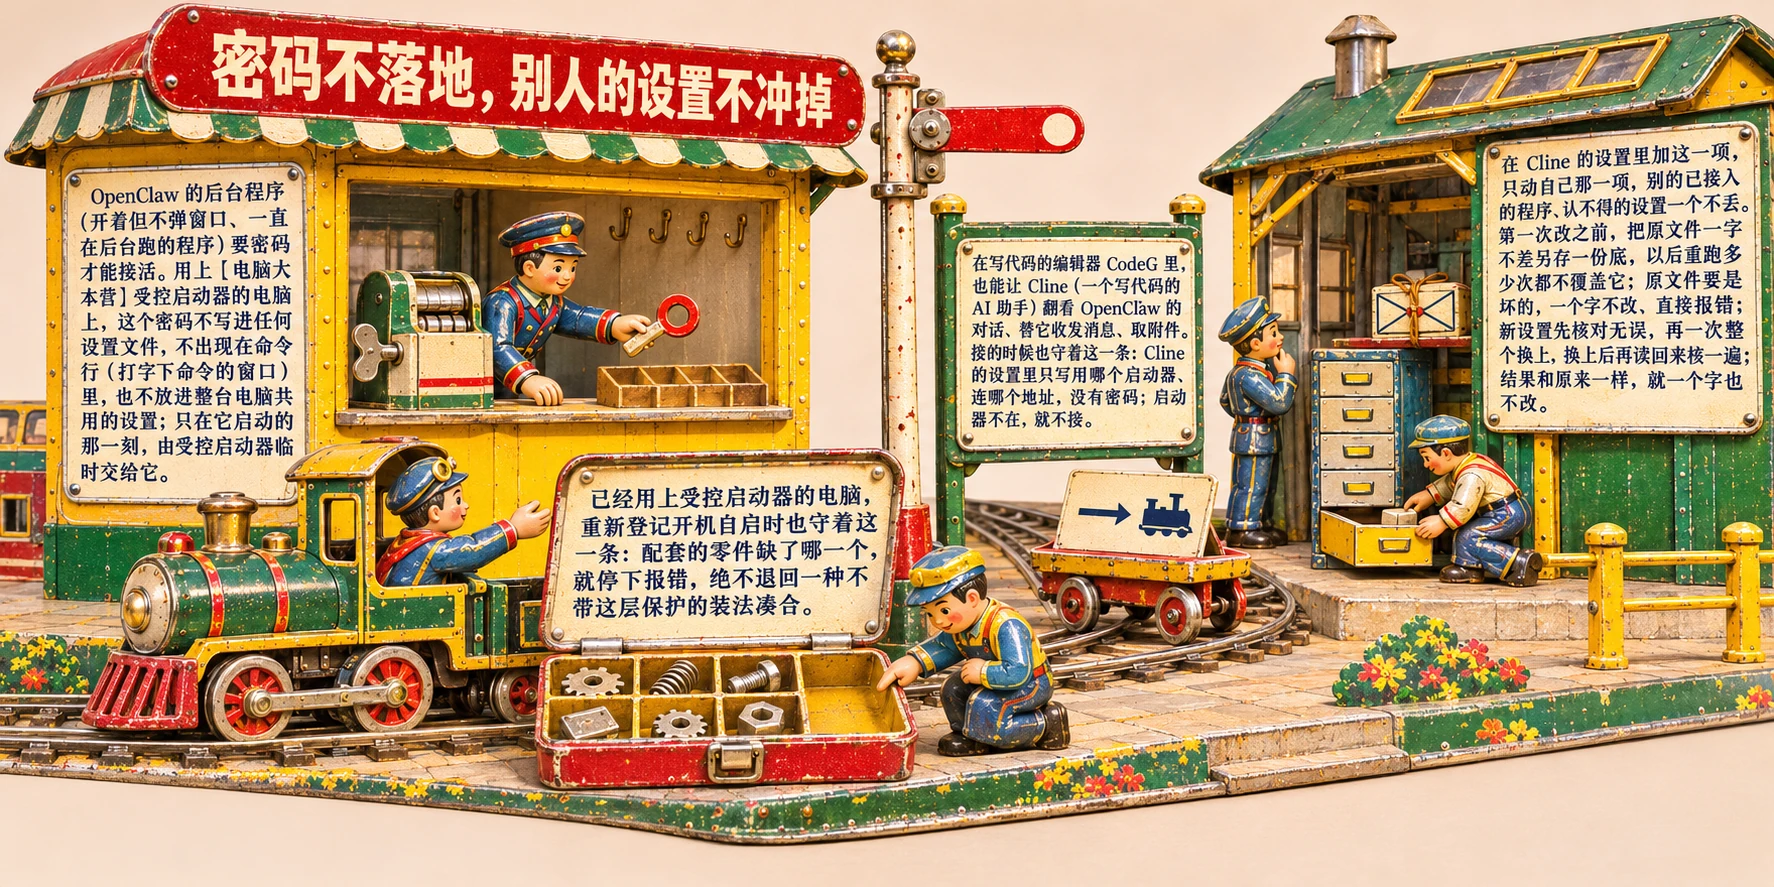 密码不落地，别人的设置不冲掉
OpenClaw 的后台程序
（开着但不弹窗口、一直
在后台跑的程序）要密码
才能接活。用上［电脑大
本营］受控启动器的电脑
上，这个密码不写进任何
设置文件，不出现在命令
行（打字下命令的窗口）
里，也不放进整台电脑共
用的设置；只在它启动的
那一刻，由受控启动器临
时交给它。
已经用上受控启动器的电脑，
重新登记开机自启时也守着这
一条：配套的零件缺了哪一个，
就停下报错，绝不退回一种不
带这层保护的装法凑合。
在写代码的编辑器 CodeG 里，
也能让 Cline（一个写代码的
AI 助手）翻看 OpenClaw 的
对话、替它收发消息、取附件。
接的时候也守着这一条：Cline
的设置里只写用哪个启动器、
连哪个地址，没有密码；启动
器不在，就不接。
在 Cline 的设置里加这一项，
只动自己那一项，别的已接入
的程序、认不得的设置一个不丢。
第一次改之前，把原文件一字
不差另存一份底，以后重跑多
少次都不覆盖它；原文件要是
坏的，一个字不改、直接报错；
新设置先核对无误，再一次整
个换上，换上后再读回来核一遍；
结果和原来一样，就一个字也
不改。